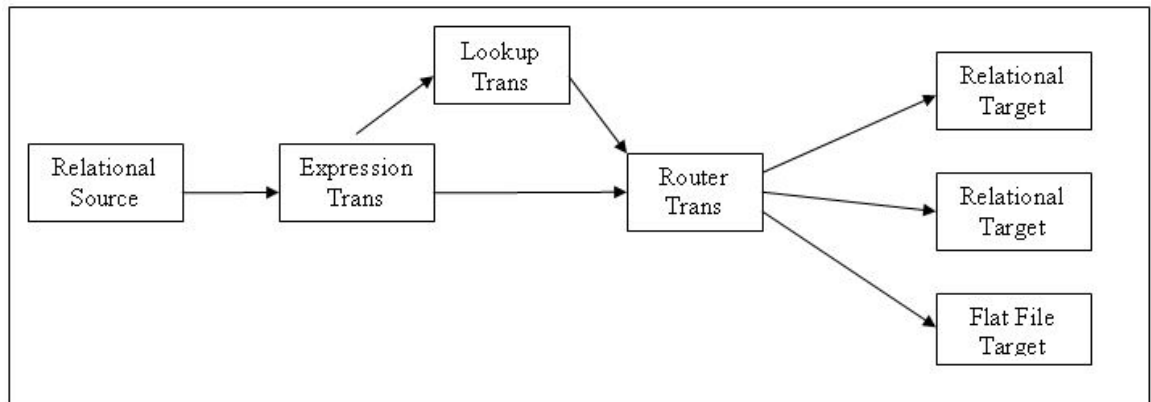 Lookup
Trans
Relational
Target
Relational
Source
Expression
Trans
Router
Trans
Relational
Target
Flat File
Target